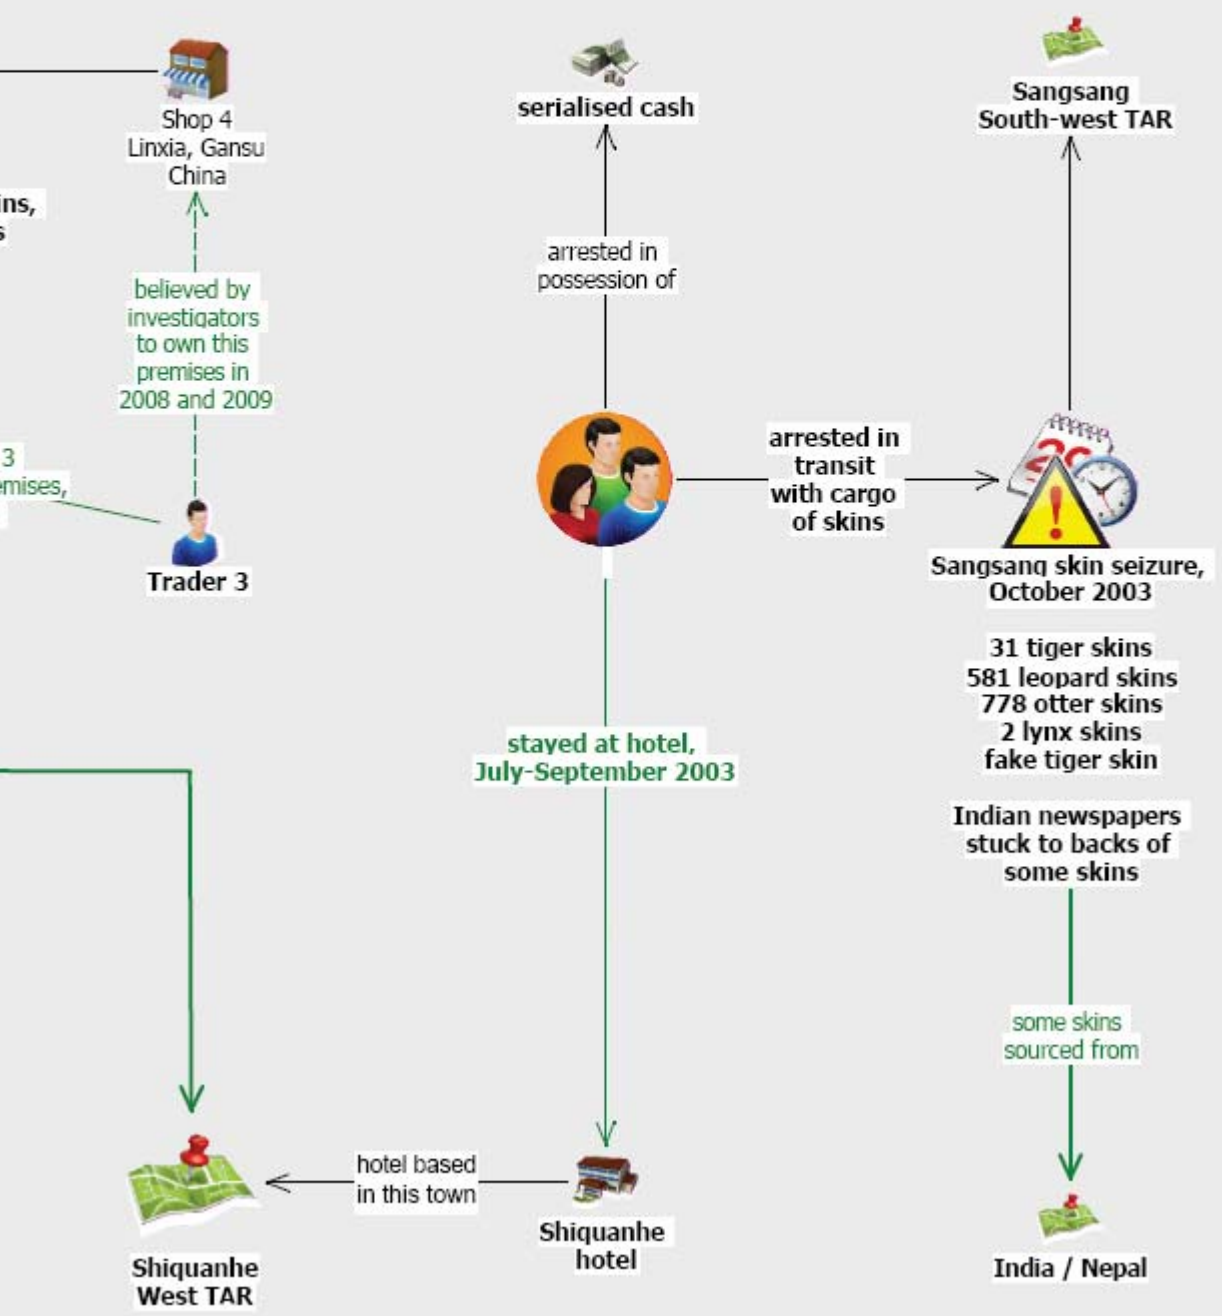 Shop 4
Linxia, Gansu
China
ins,
s
believed by
investigators
to own this
premises in
2008 and 2009
3
emises,
Trader 3
serialised cash
arrested in
possession of
arrested in
transit
with cargo
of skins
Sangsang
South-west TAR
Sangsang skin seizure,
October 2003
31 tiger skins
581 leopard skins
778 otter skins
2 lynx skins
fake tiger skin
Indian newspapers
stuck to backs of
some skins
stayed at hotel,
July-September 2003
some skins
sourced from
hotel based
in this town
Shiquanhe
West TAR
Shiquanhe
hotel
India / Nepal